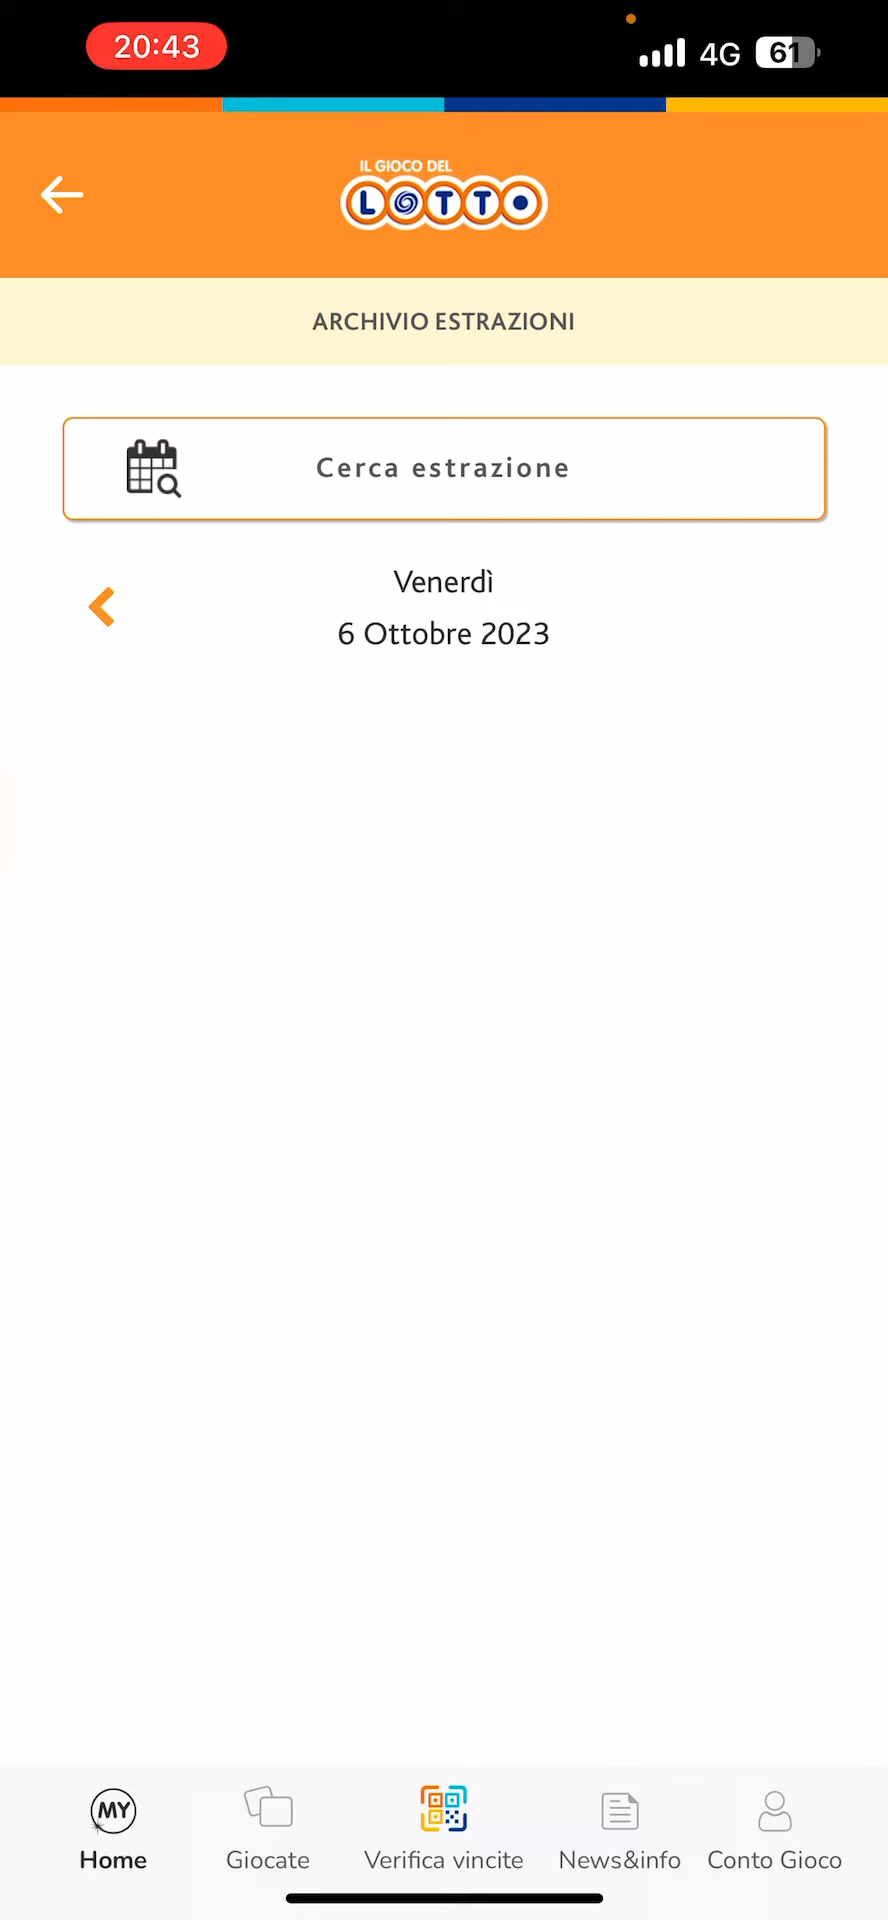 20:43
4G
61
IL GIOCO DEL
LOTTO
ARCHIVIO ESTRAZIONI
Cerca estrazione
Venerdì
6 Ottobre 2023
MY
Home
Giocate
Verifica vincite
News&info
Conto Gioco